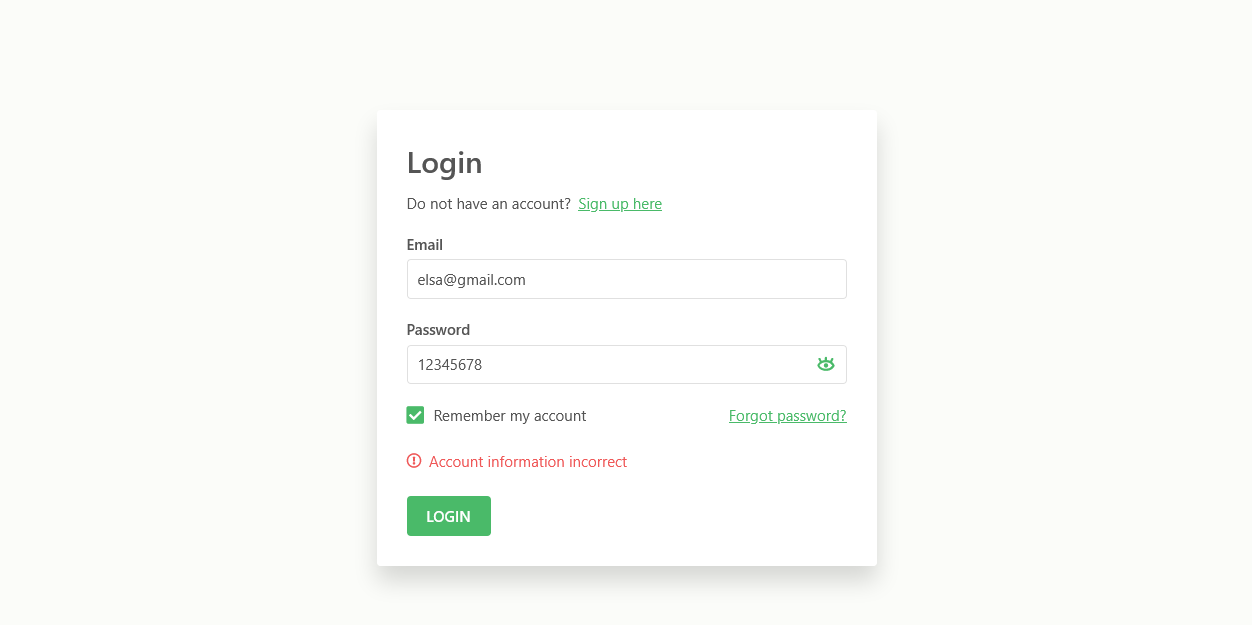 Login
Do not have an account? Sign up here
Email
elsa@gmail.com
Password
12345678
Remember my account Forgot password?
Account information incorrect
LOGIN